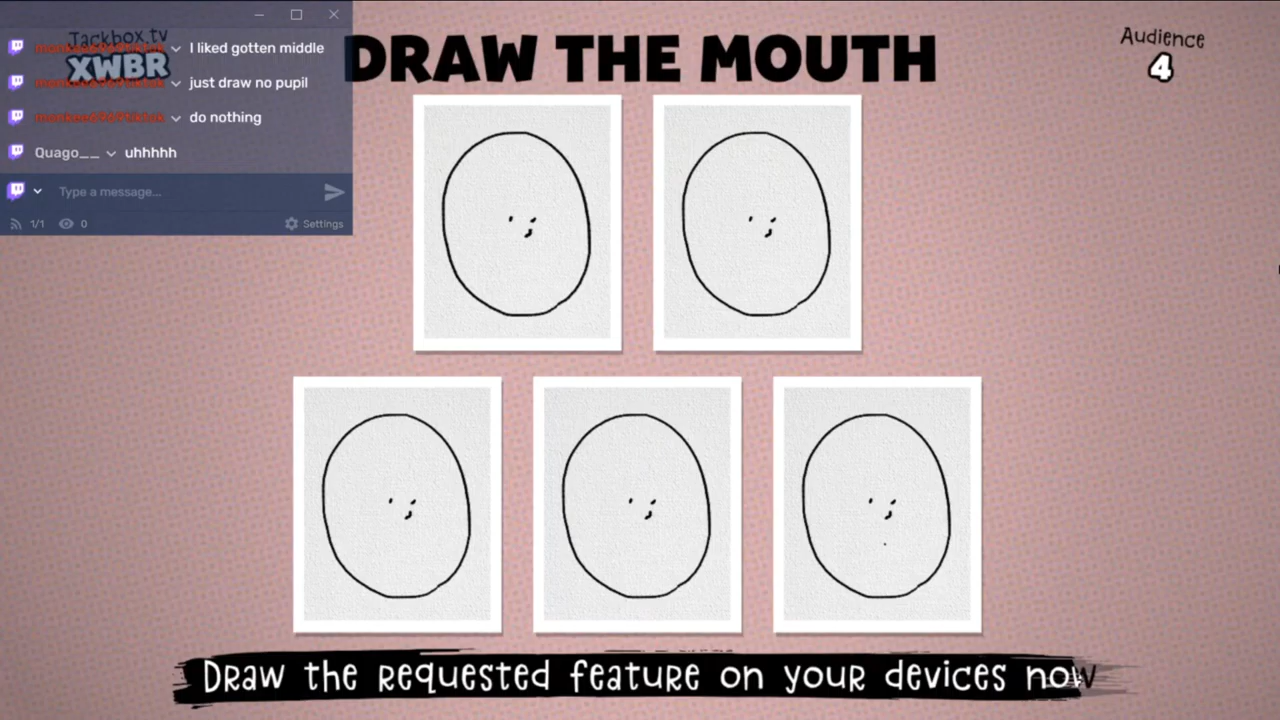 Jackbox.tv
XWBR
I liked gotten middle
just draw no pupil
do nothing
Quago__ uhhhhh
Type a message...
1/1 0 Settings
DRAW THE MOUTH
Audience
4
Draw the requested feature on your devices now